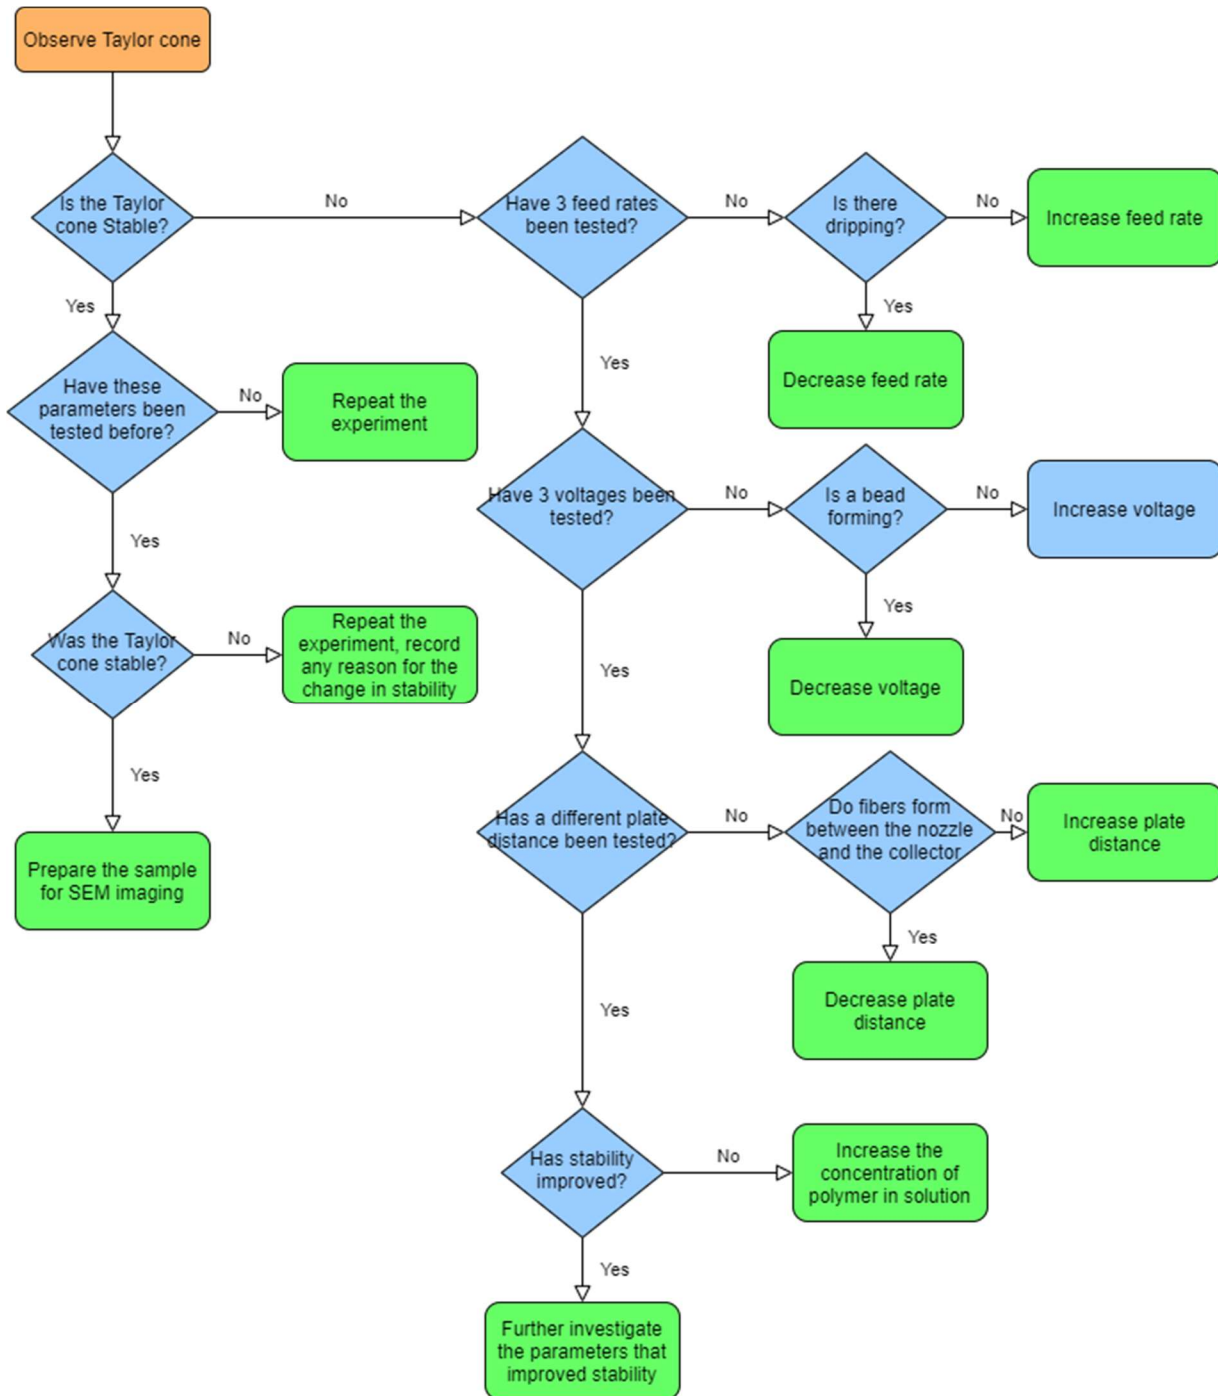 Observe Taylor cone
Is the Taylor
cone Stable?
No
Have 3 feed rates
been tested?
No
Is there
dripping?
No
Increase feed rate
Yes
Yes
Yes
Decrease feed rate
Have these
parameters been
tested before?
No
Repeat the
experiment
Have 3 voltages been
tested?
No
Is a bead
forming?
No
Increase voltage
Yes
Yes
Yes
Decrease voltage
Was the Taylor
cone stable?
No
Repeat the
experiment, record
any reason for the
change in stability
Yes
Prepare the sample
for SEM imaging
Has a different plate
distance been tested?
No
Do fibers form
between the nozzle
and the collector
No
Increase plate
distance
Yes
Decrease plate
distance
Yes
Has stability
improved?
No
Increase the
concentration of
polymer in solution
Yes
Further investigate
the parameters that
improved stability